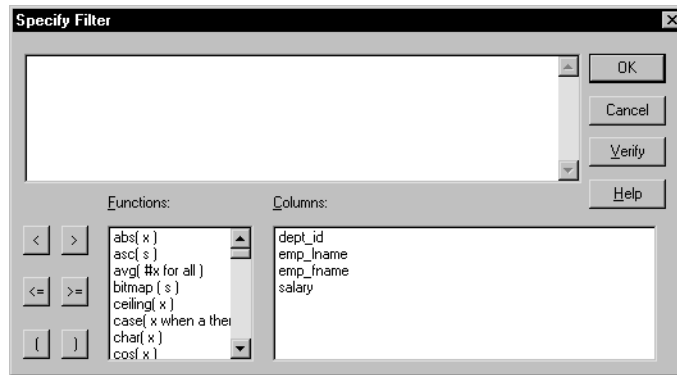 Specify Filter
OK
Cancel
Verify
Help
Functions:
Columns:
< >
<= >=
( )
abs( x )
asc( s )
avg( #x for all )
bitmap ( s )
ceiling( x )
case( x when a
char( x )
cos( x )
dept_id
emp_lname
emp_fname
salary